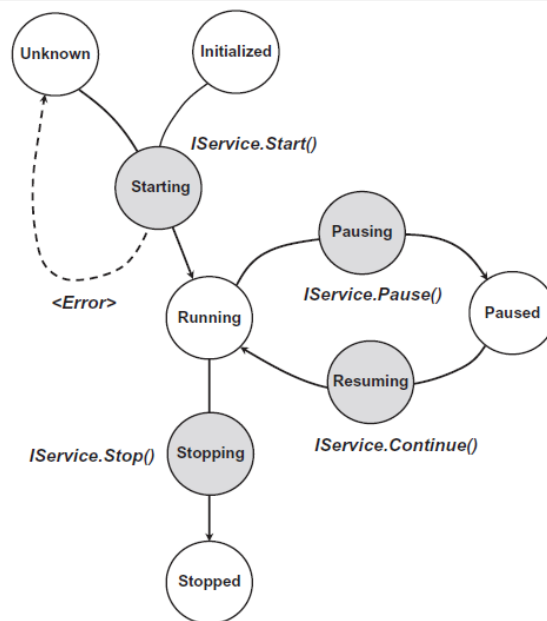 Unknown
Initialized
IService.Start()
Starting
Pausing
<Error>
IService.Pause()
Running
Paused
Resuming
IService.Continue()
IService.Stop()
Stopping
Stopped